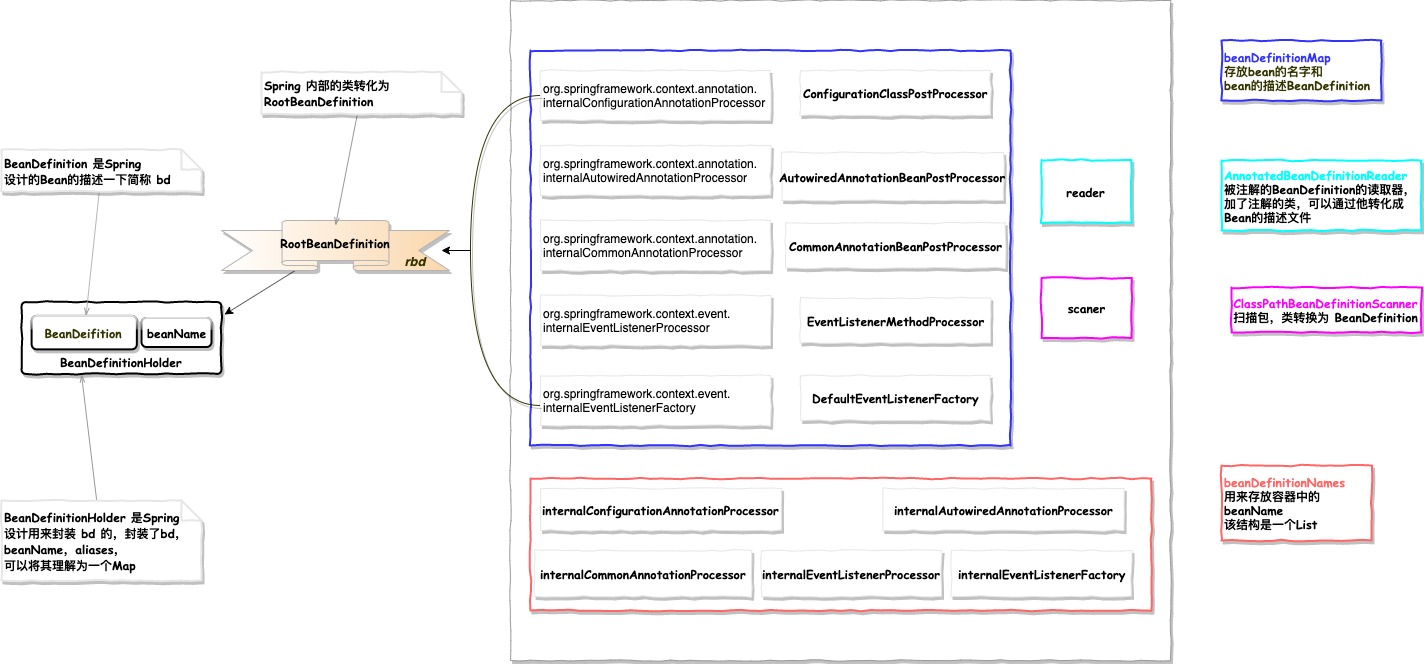 Spring 内部的类转化为
RootBeanDefinition
BeanDefinition 是Spring
设计的Bean的描述一下简称 bd
RootBeanDefinition
rbd
BeanDeifition
beanName
BeanDefinitionHolder
BeanDefinitionHolder 是Spring
设计用来封装 bd 的，封装了bd，
beanName，aliases，
可以将其理解为一个Map
org.springframework.context.annotation.
internalConfigurationAnnotationProcessor
ConfigurationClassPostProcessor
org.springframework.context.annotation.
internalAutowiredAnnotationProcessor
AutowiredAnnotationBeanPostProcessor
org.springframework.context.annotation.
internalCommonAnnotationProcessor
CommonAnnotationBeanPostProcessor
org.springframework.context.event.
internalEventListenerProcessor
EventListenerMethodProcessor
org.springframework.context.event.
internalEventListenerFactory
DefaultEventListenerFactory
reader
scaner
internalConfigurationAnnotationProcessor
internalAutowiredAnnotationProcessor
internalCommonAnnotationProcessor
internalEventListenerProcessor
internalEventListenerFactory
beanDefinitionMap
存放bean的名字和
bean的描述BeanDefinition
AnnotatedBeanDefinitionReader
被注解的BeanDefinition的读取器，
加了注解的类，可以通过他转化成
Bean的描述文件
ClassPathBeanDefinitionScanner
扫描包，类转换为 BeanDefinition
beanDefinitionNames
用来存放容器中的
beanName
该结构是一个List